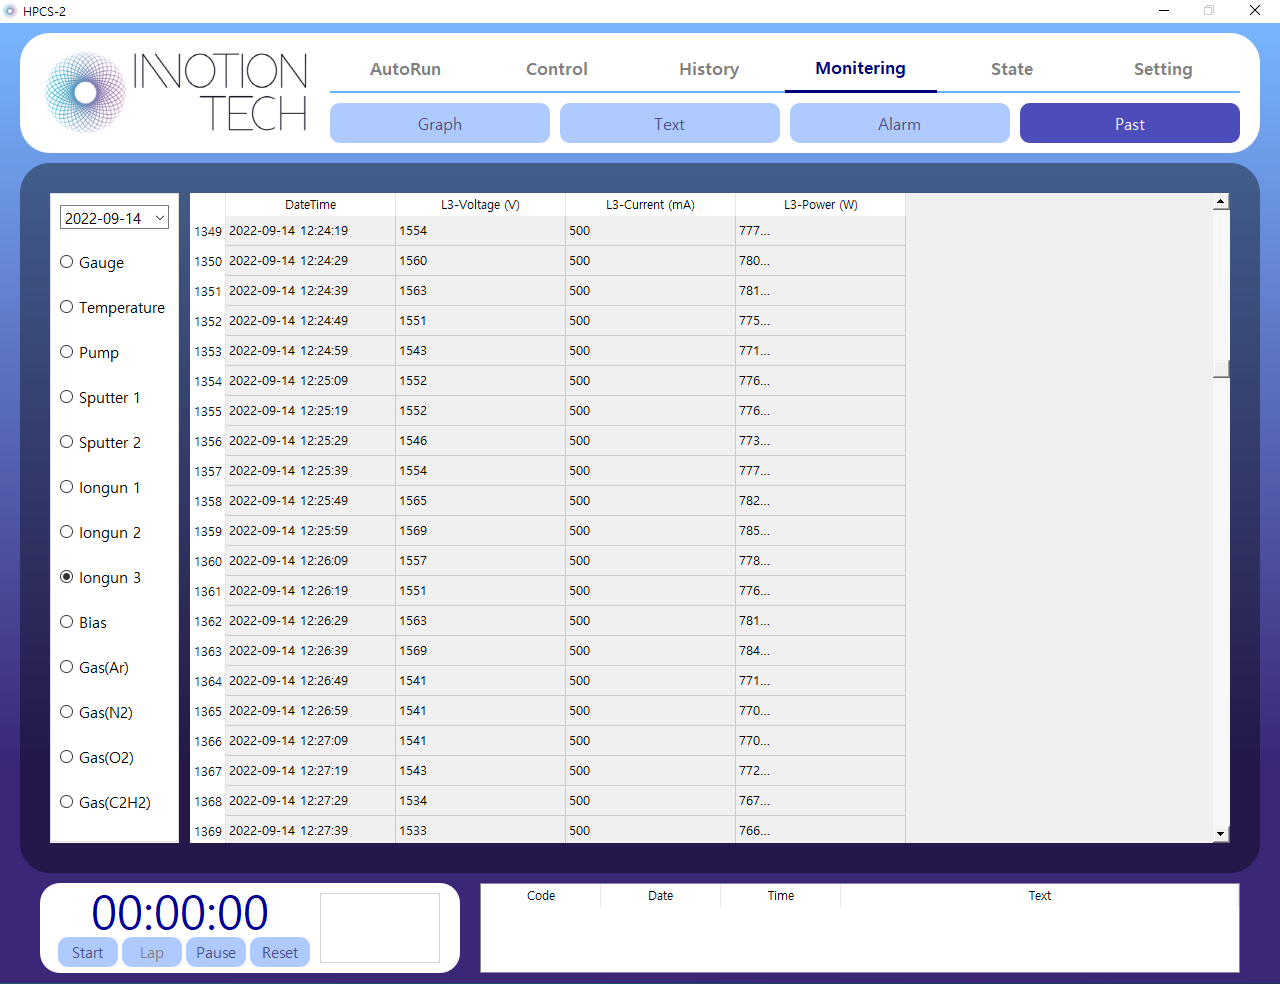 HPCS-2
INNOTION
TECH
AutoRun Control History Monitering State Setting
Graph Text Alarm Past
2022-09-14
Gauge
Temperature
Pump
Sputter 1
Sputter 2
Iongun 1
Iongun 2
Iongun 3
Bias
Gas(Ar)
Gas(N2)
Gas(O2)
Gas(C2H2)
DateTime L3-Voltage (V) L3-Current (mA) L3-Power (W)
1349 2022-09-14 12:24:19 1554 500 777...
1350 2022-09-14 12:24:29 1560 500 780...
1351 2022-09-14 12:24:39 1563 500 781...
1352 2022-09-14 12:24:49 1551 500 775...
1353 2022-09-14 12:24:59 1543 500 771...
1354 2022-09-14 12:25:09 1552 500 776...
1355 2022-09-14 12:25:19 1552 500 776...
1356 2022-09-14 12:25:29 1546 500 773...
1357 2022-09-14 12:25:39 1554 500 777...
1358 2022-09-14 12:25:49 1565 500 782...
1359 2022-09-14 12:25:59 1569 500 785...
1360 2022-09-14 12:26:09 1557 500 778...
1361 2022-09-14 12:26:19 1551 500 776...
1362 2022-09-14 12:26:29 1563 500 781...
1363 2022-09-14 12:26:39 1569 500 784...
1364 2022-09-14 12:26:49 1541 500 771...
1365 2022-09-14 12:26:59 1541 500 770...
1366 2022-09-14 12:27:09 1541 500 770...
1367 2022-09-14 12:27:19 1543 500 772...
1368 2022-09-14 12:27:29 1534 500 767...
1369 2022-09-14 12:27:39 1533 500 766...
00:00:00
Start Lap Pause Reset
Code Date Time Text